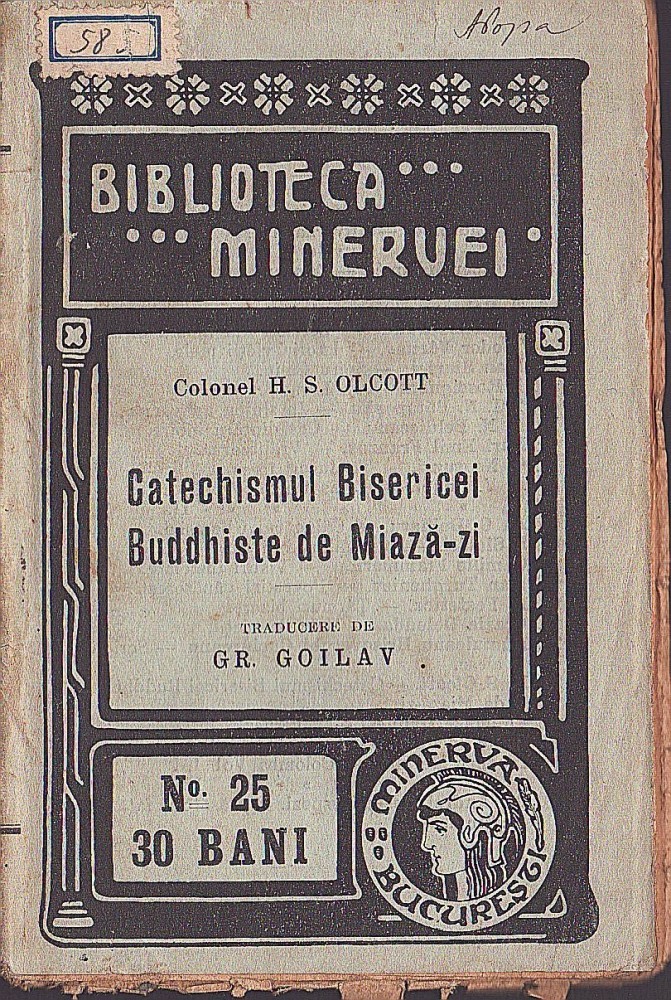 58
BIBLIOTECA
MINERVEI
Colonel H. S. OLCOTT
Catechismul Bisericei
Buddhiste de Miază-zi
TRADUCERE DE
GR. GOILAV
No. 25
30 BANI
MINERVA
BUCUREȘTI